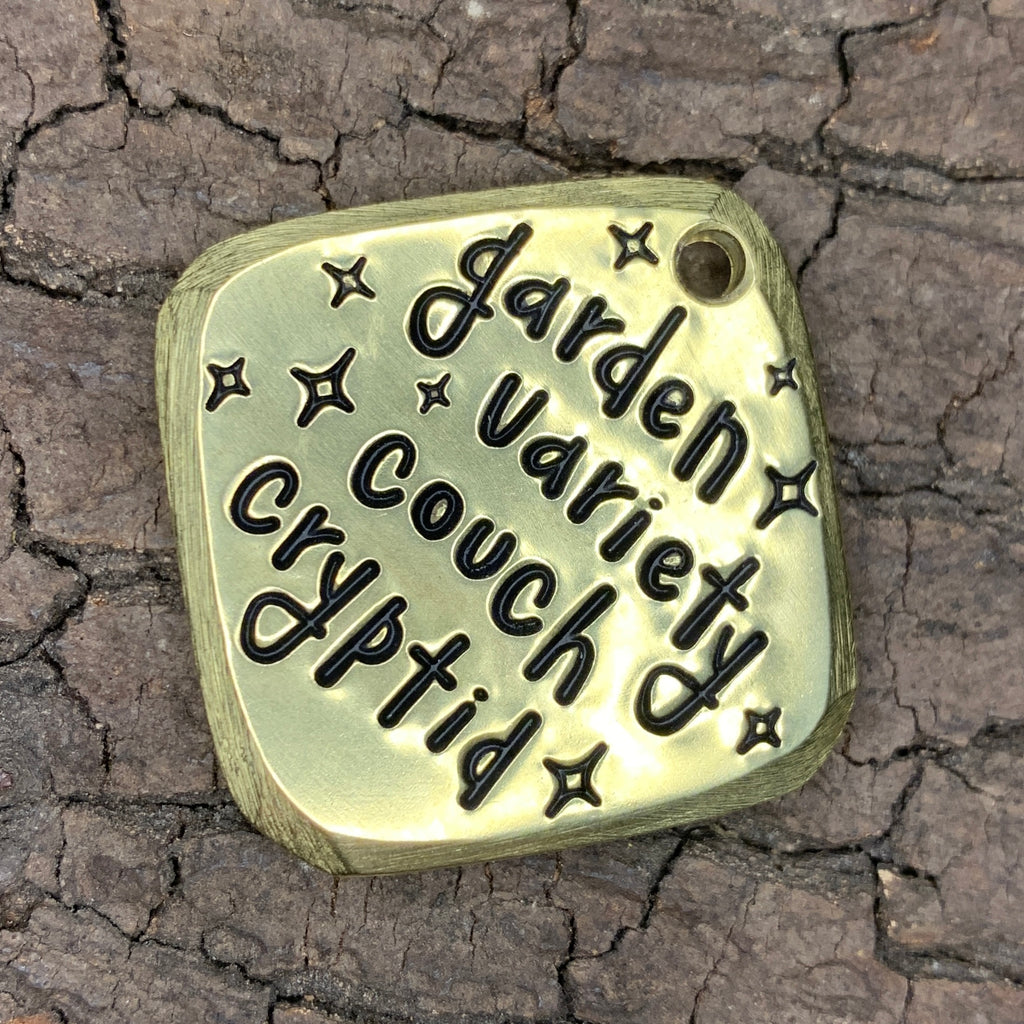 garden
variety
couch
cryptid